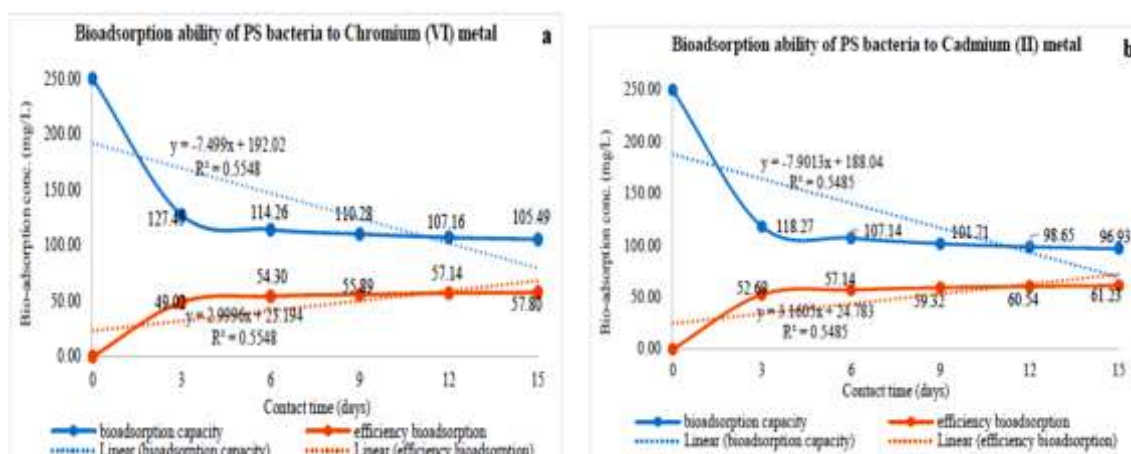 Bioadsorption ability of PS bacteria to Chromium (VI) metal
a
Bio-adsorption conc. (mg/L)
250.00
200.00
150.00
100.00
50.00
0.00
y = -7.499x + 192.02
R² = 0.5548
114.26
110.28
107.16
105.49
54.30
55.89
57.14
57.80
R² = 0.5548
0
3
6
9
12
15
Contact time (days)
bioadsorption capacity
efficiency bioadsorption
Linear (bioadsorption capacity)
Linear (efficiency bioadsorption)
Bioadsorption ability of PS bacteria to Cadmium (II) metal
b
Bio-adsorption conc. (mg/L)
250.00
200.00
150.00
100.00
50.00
0.00
y = -7.9013x + 188.04
R² = 0.5485
118.27
107.14
101.71
98.65
96.93
57.14
59.32
60.54
61.23
R² = 0.5485
0
3
6
9
12
15
Contact time (days)
bioadsorption capacity
efficiency bioadsorption
Linear (bioadsorption capacity)
Linear (efficiency bioadsorption)